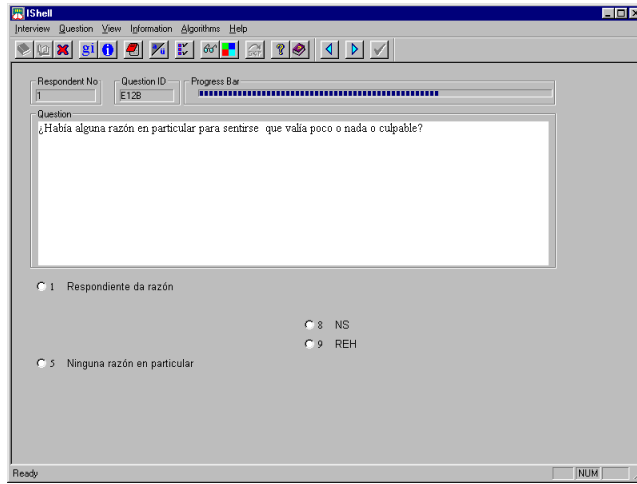 IShell
Interview Question View Information Algorithms Help
gi
Respondent No
Question ID
Progress Bar
1
E12B
Question
¿Había alguna razón en particular para sentirse que valía poco o nada o culpable?
1 Respondiente da razón
8 NS
9 REH
5 Ninguna razón en particular
Ready
NUM